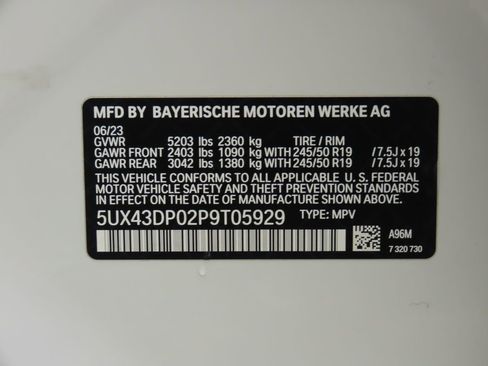 MFD BY BAYERISCHE MOTOREN WERKE AG
06/23
GVWR 5203 lbs 2360 kg TIRE / RIM
GAWR FRONT 2403 lbs 1090 kg WITH 245/50 R19 / 7.5J x 19
GAWR REAR 3042 lbs 1380 kg WITH 245/50 R19 / 7.5J x 19
THIS VEHICLE CONFORMS TO ALL APPLICABLE U. S. FEDERAL
MOTOR VEHICLE SAFETY AND THEFT PREVENTION STANDARDS
IN EFFECT ON THE DATE OF MANUFACTURE SHOWN ABOVE.
5UX43DP02P9T05929 TYPE: MPV
A96M
7 320 730